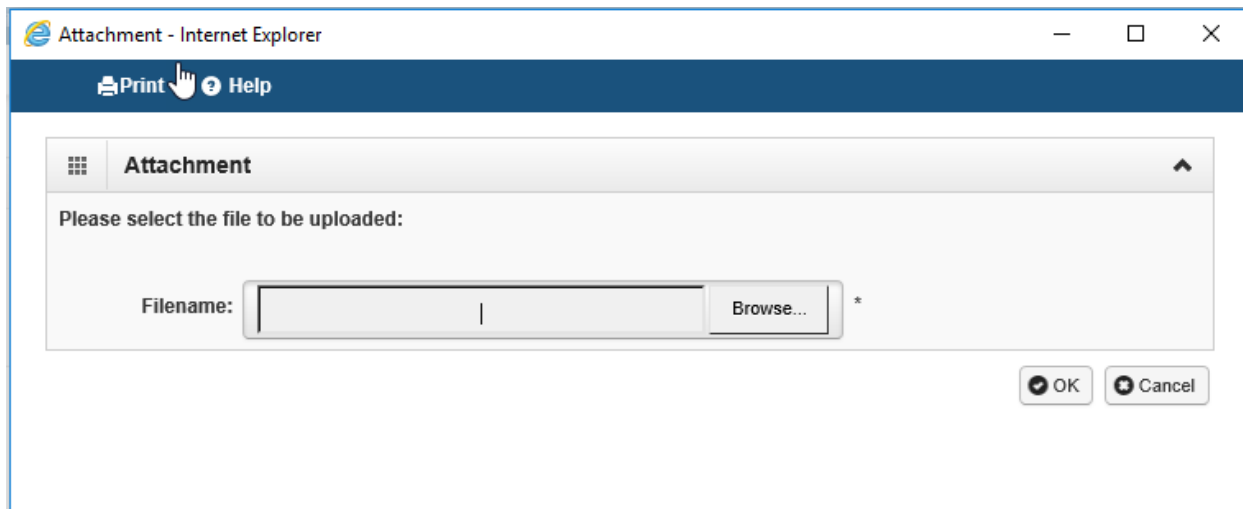 Attachment - Internet Explorer
Print Help
Attachment
Please select the file to be uploaded:
Filename: Browse... *
OK Cancel